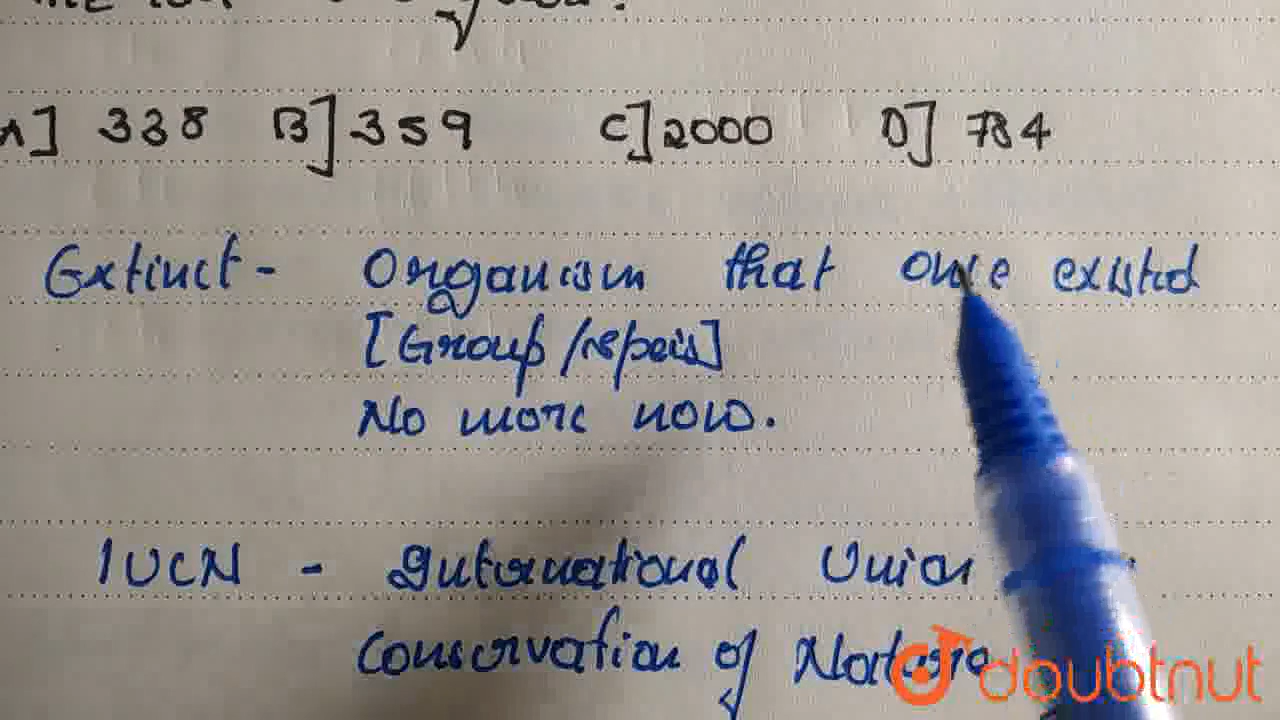 A] 338 B] 359 C] 2000 D] 784
Extinct - Organism that once existed
[Group /
No more now.
IUCN - International Union
Conservation of Nature
doubtnut